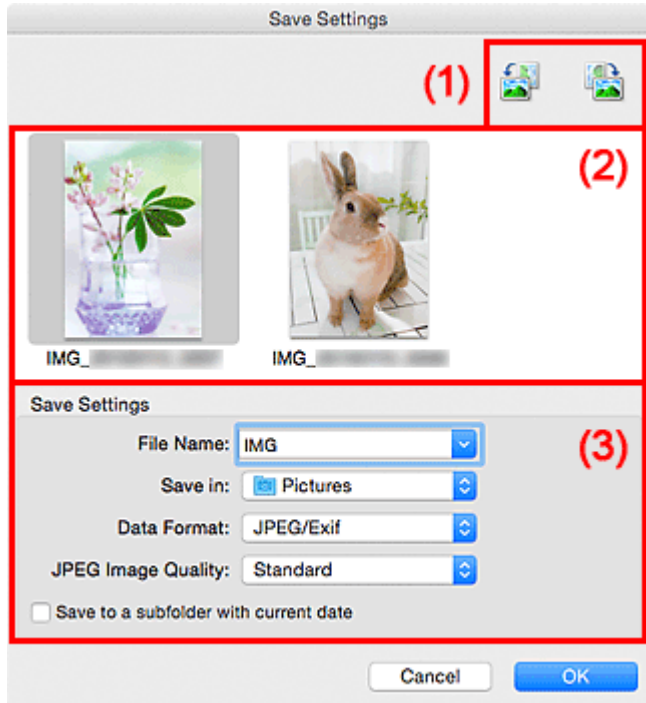 Save Settings
(1)
(2)
IMG_
IMG_
Save Settings
(3)
File Name: IMG
Save in: Pictures
Data Format: JPEG/Exif
JPEG Image Quality: Standard
Save to a subfolder with current date
Cancel OK